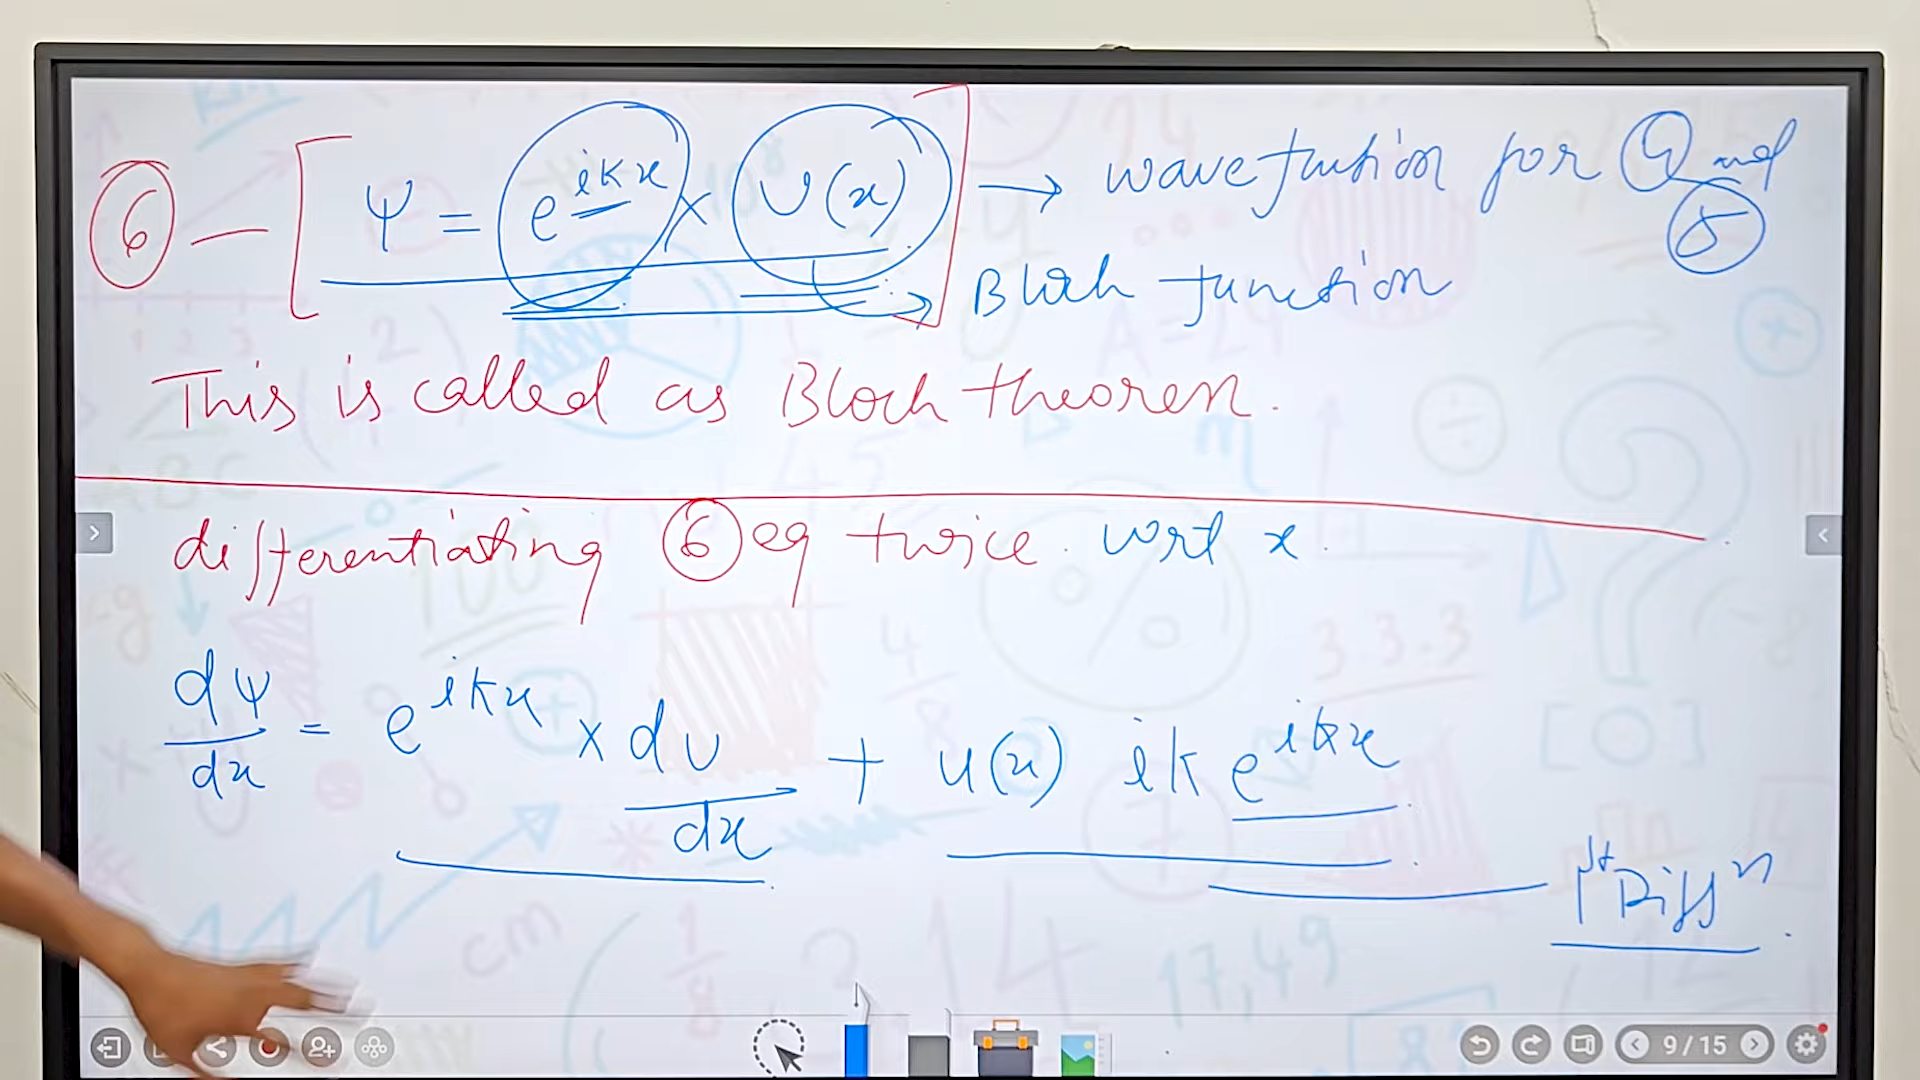 ⑥ — [ ψ = e^{ikx} × U(x) ] → wavefunction for ④ and ⑤
→ Bloch function
This is called as Bloch theorem.
differentiating ⑥ eq twice wrt x.
dψ/dx = e^{ikx} × dU/dx + u(x) ik e^{ikx}
1st Diffn.
9/15